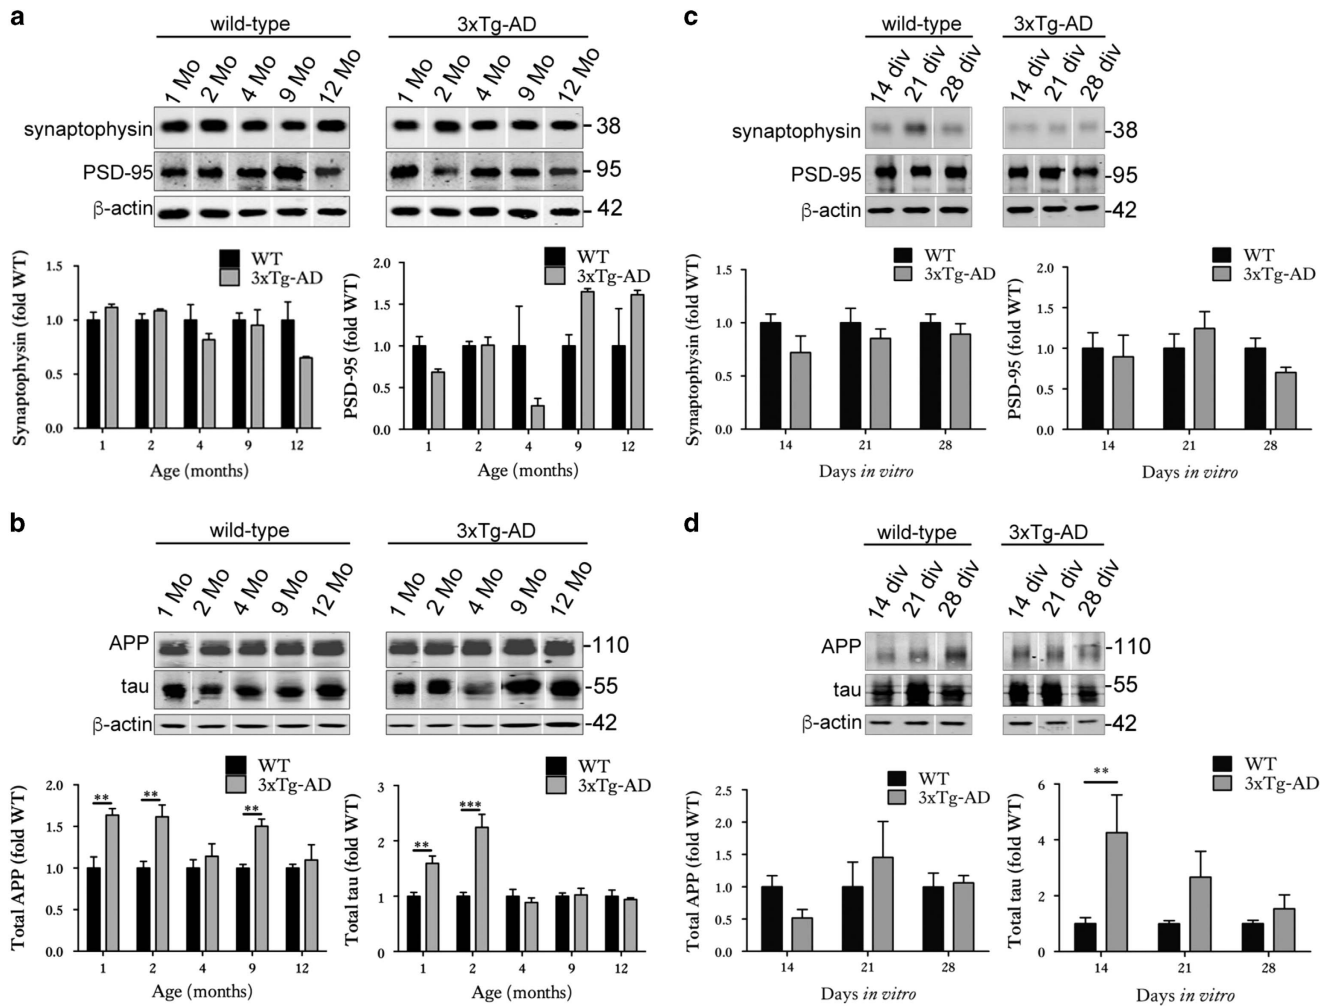 a
wild-type
3xTg-AD
1 Mo
2 Mo
4 Mo
9 Mo
12 Mo
1 Mo
2 Mo
4 Mo
9 Mo
12 Mo
synaptophysin
- 38
PSD-95
- 95
β-actin
- 42
WT
3xTg-AD
Synaptophysin (fold WT)
1.5
1.0
0.5
0.0
1 2 4 9 12
Age (months)
WT
3xTg-AD
PSD-95 (fold WT)
2.0
1.5
1.0
0.5
0.0
1 2 4 9 12
Age (months)
c
wild-type
3xTg-AD
14 div
21 div
28 div
14 div
21 div
28 div
synaptophysin
-38
PSD-95
-95
β-actin
-42
WT
3xTg-AD
Synaptophysin (fold WT)
1.5
1.0
0.5
0.0
14 21 28
Days in vitro
WT
3xTg-AD
PSD-95 (fold WT)
2.0
1.5
1.0
0.5
0.0
14 21 28
Days in vitro
b
wild-type
3xTg-AD
1 Mo
2 Mo
4 Mo
9 Mo
12 Mo
1 Mo
2 Mo
4 Mo
9 Mo
12 Mo
APP
-110
tau
-55
β-actin
-42
WT
3xTg-AD
Total APP (fold WT)
2.0
1.5
1.0
0.5
0.0
** ** **
1 2 4 9 12
Age (months)
WT
3xTg-AD
Total tau (fold WT)
3
2
1
0
** ***
1 2 4 9 12
Age (months)
d
wild-type
3xTg-AD
14 div
21 div
28 div
14 div
21 div
28 div
APP
-110
tau
-55
β-actin
-42
WT
3xTg-AD
Total APP (fold WT)
2.5
2.0
1.5
1.0
0.5
0.0
14 21 28
Days in vitro
WT
3xTg-AD
Total tau (fold WT)
6
4
2
0
**
14 21 28
Days in vitro